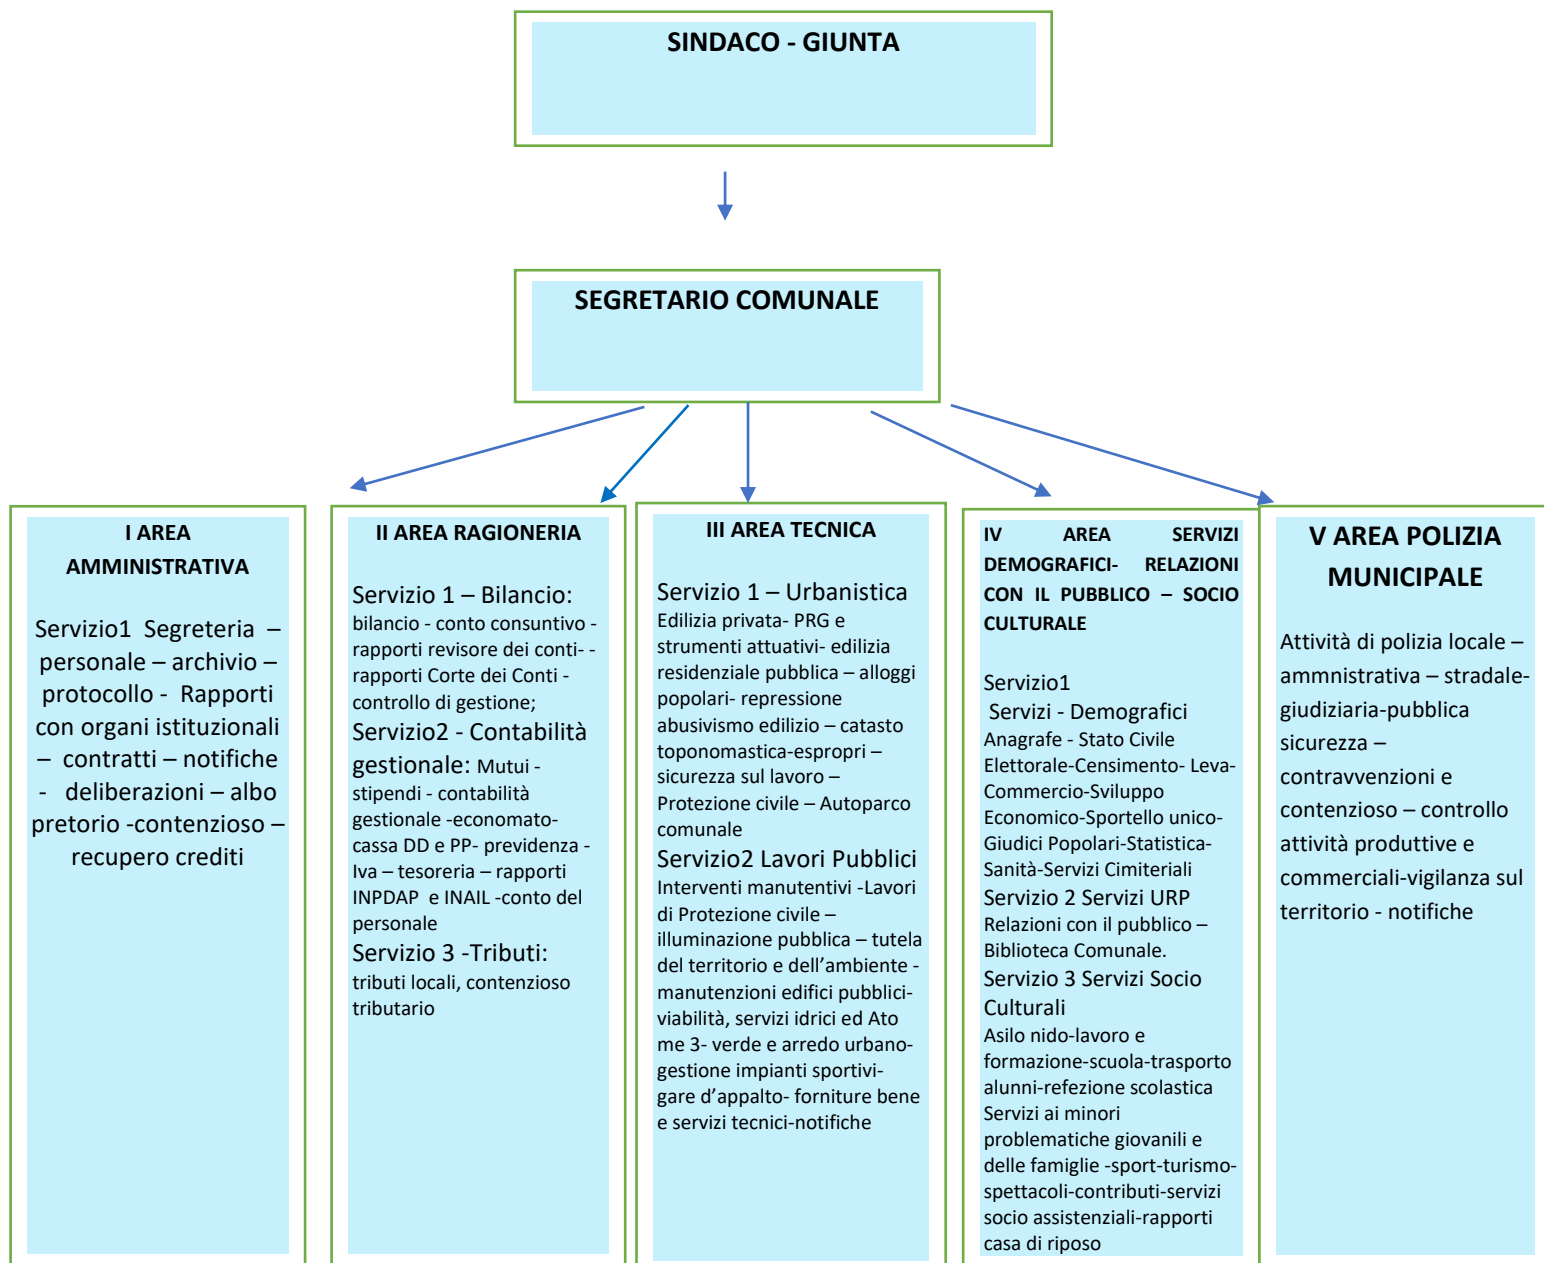 SINDACO - GIUNTA
SEGRETARIO COMUNALE
I AREA
AMMINISTRATIVA
Servizio1 Segreteria –
personale – archivio –
protocollo - Rapporti
con organi istituzionali
– contratti – notifiche
- deliberazioni – albo
pretorio -contenzioso –
recupero crediti
II AREA RAGIONERIA
Servizio 1 – Bilancio:
bilancio - conto consuntivo -
rapporti revisore dei conti- -
rapporti Corte dei Conti -
controllo di gestione;
Servizio2 - Contabilità
gestionale: Mutui -
stipendi - contabilità
gestionale -economato-
cassa DD e PP- previdenza -
Iva – tesoreria – rapporti
INPDAP e INAIL -conto del
personale
Servizio 3 -Tributi:
tributi locali, contenzioso
tributario
III AREA TECNICA
Servizio 1 – Urbanistica
Edilizia privata- PRG e
strumenti attuativi- edilizia
residenziale pubblica – alloggi
popolari- repressione
abusivismo edilizio – catasto
toponomastica-espropri –
sicurezza sul lavoro –
Protezione civile – Autoparco
comunale
Servizio2 Lavori Pubblici
Interventi manutentivi -Lavori
di Protezione civile –
illuminazione pubblica – tutela
del territorio e dell’ambiente -
manutenzioni edifici pubblici-
viabilità, servizi idrici ed Ato
me 3- verde e arredo urbano-
gestione impianti sportivi-
gare d’appalto- forniture bene
e servizi tecnici-notifiche
IV AREA SERVIZI
DEMOGRAFICI- RELAZIONI
CON IL PUBBLICO – SOCIO
CULTURALE
Servizio1
Servizi - Demografici
Anagrafe - Stato Civile
Elettorale-Censimento- Leva-
Commercio-Sviluppo
Economico-Sportello unico-
Giudici Popolari-Statistica-
Sanità-Servizi Cimiteriali
Servizio 2 Servizi URP
Relazioni con il pubblico –
Biblioteca Comunale.
Servizio 3 Servizi Socio
Culturali
Asilo nido-lavoro e
formazione-scuola-trasporto
alunni-refezione scolastica
Servizi ai minori
problematiche giovanili e
delle famiglie -sport-turismo-
spettacoli-contributi-servizi
socio assistenziali-rapporti
casa di riposo
V AREA POLIZIA
MUNICIPALE
Attività di polizia locale –
ammnistrativa – stradale-
giudiziaria-pubblica
sicurezza –
contravvenzioni e
contenzioso – controllo
attività produttive e
commerciali-vigilanza sul
territorio - notifiche